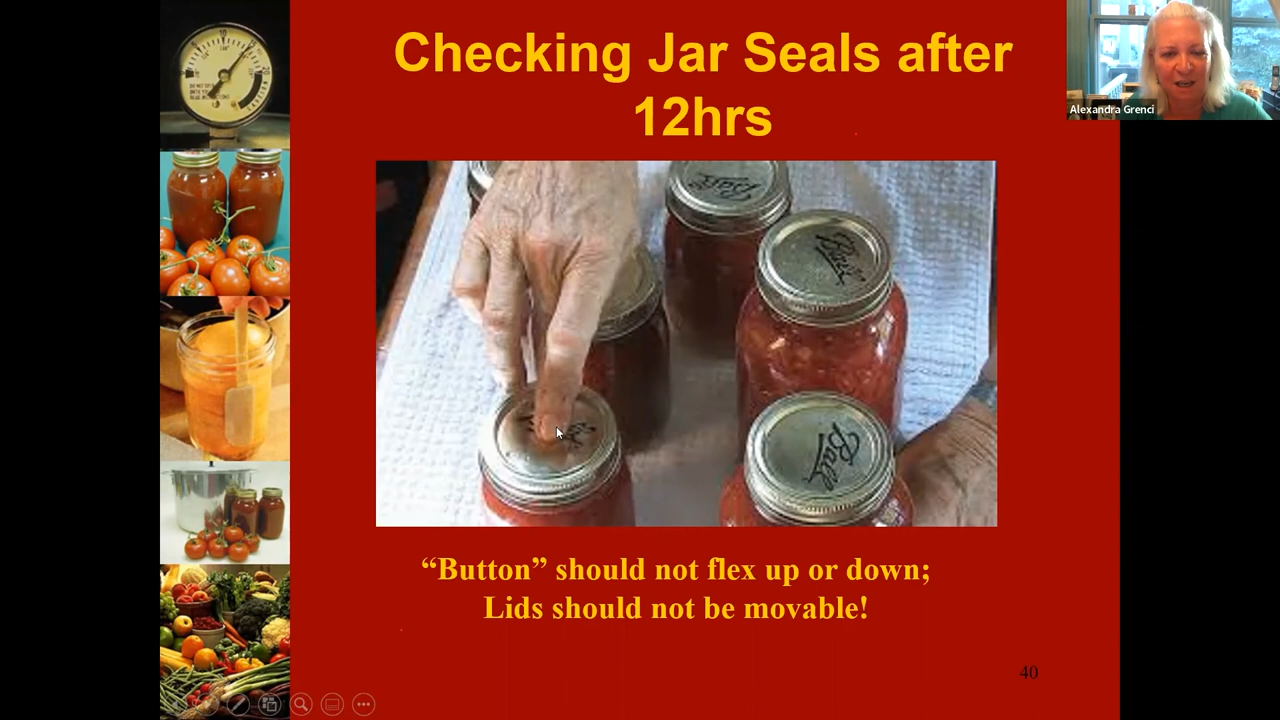 Checking Jar Seals after
12hrs
Alexandra Grenci
Ball
Ball
Ball
“Button” should not flex up or down;
Lids should not be movable!
40